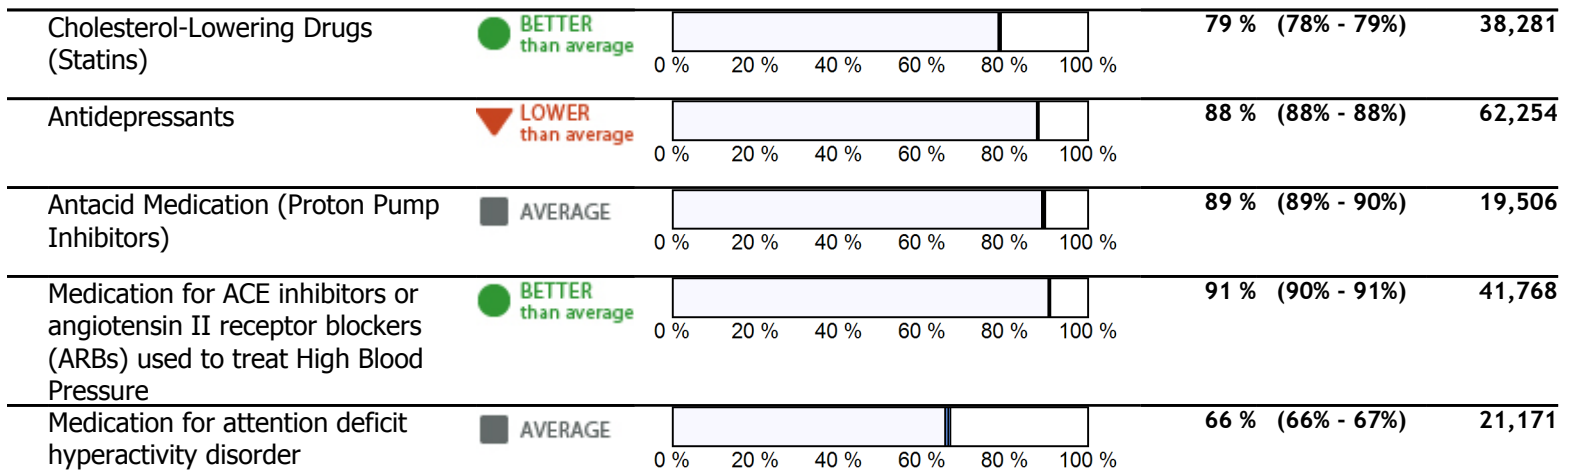 Cholesterol-Lowering Drugs
(Statins)
BETTER
than average
0 % 20 % 40 % 60 % 80 % 100 %
79 % (78% - 79%) 38,281
Antidepressants
LOWER
than average
0 % 20 % 40 % 60 % 80 % 100 %
88 % (88% - 88%) 62,254
Antacid Medication (Proton Pump
Inhibitors)
AVERAGE
0 % 20 % 40 % 60 % 80 % 100 %
89 % (89% - 90%) 19,506
Medication for ACE inhibitors or
angiotensin II receptor blockers
(ARBs) used to treat High Blood
Pressure
BETTER
than average
0 % 20 % 40 % 60 % 80 % 100 %
91 % (90% - 91%) 41,768
Medication for attention deficit
hyperactivity disorder
AVERAGE
0 % 20 % 40 % 60 % 80 % 100 %
66 % (66% - 67%) 21,171